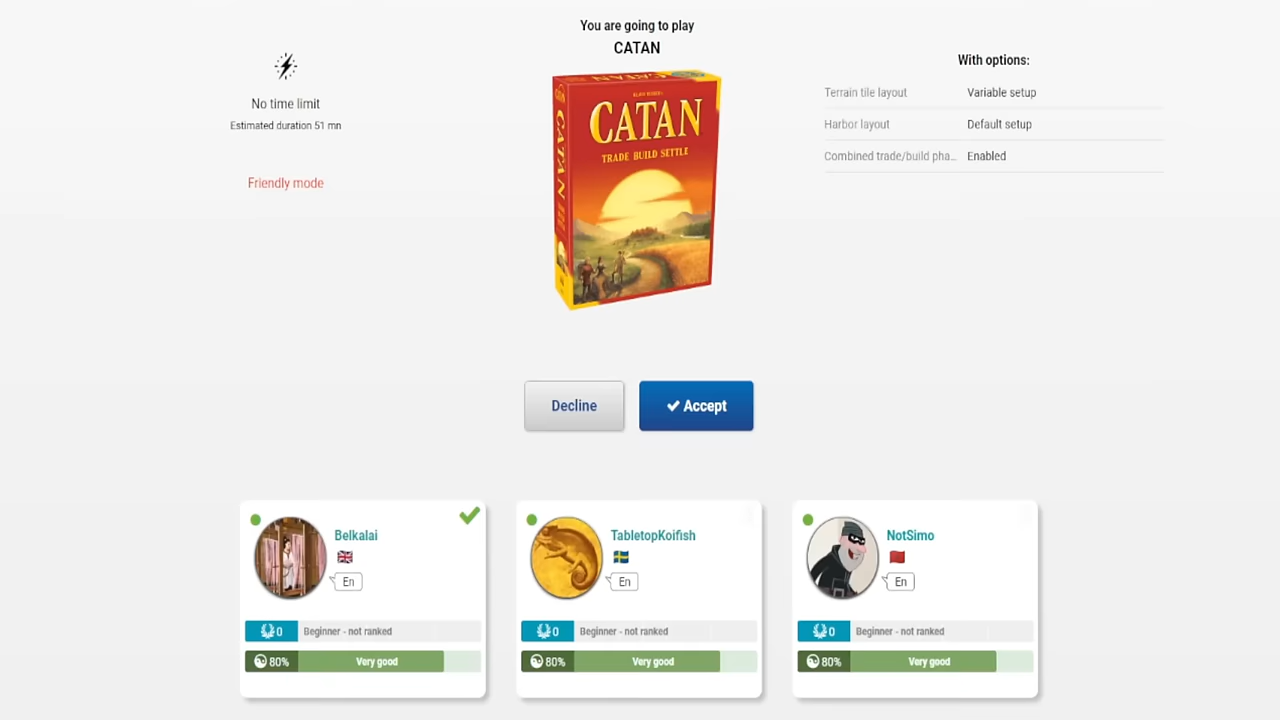 You are going to play
CATAN
No time limit
Estimated duration 51 mn
Friendly mode
CATAN
CATAN
CATAN
TRADE BUILD SETTLE
With options:
Terrain tile layout Variable setup
Harbor layout Default setup
Combined trade/build pha... Enabled
Decline
Accept
Belkalai
En
0 Beginner - not ranked
80% Very good
TabletopKoifish
En
0 Beginner - not ranked
80% Very good
NotSimo
En
0 Beginner - not ranked
80% Very good